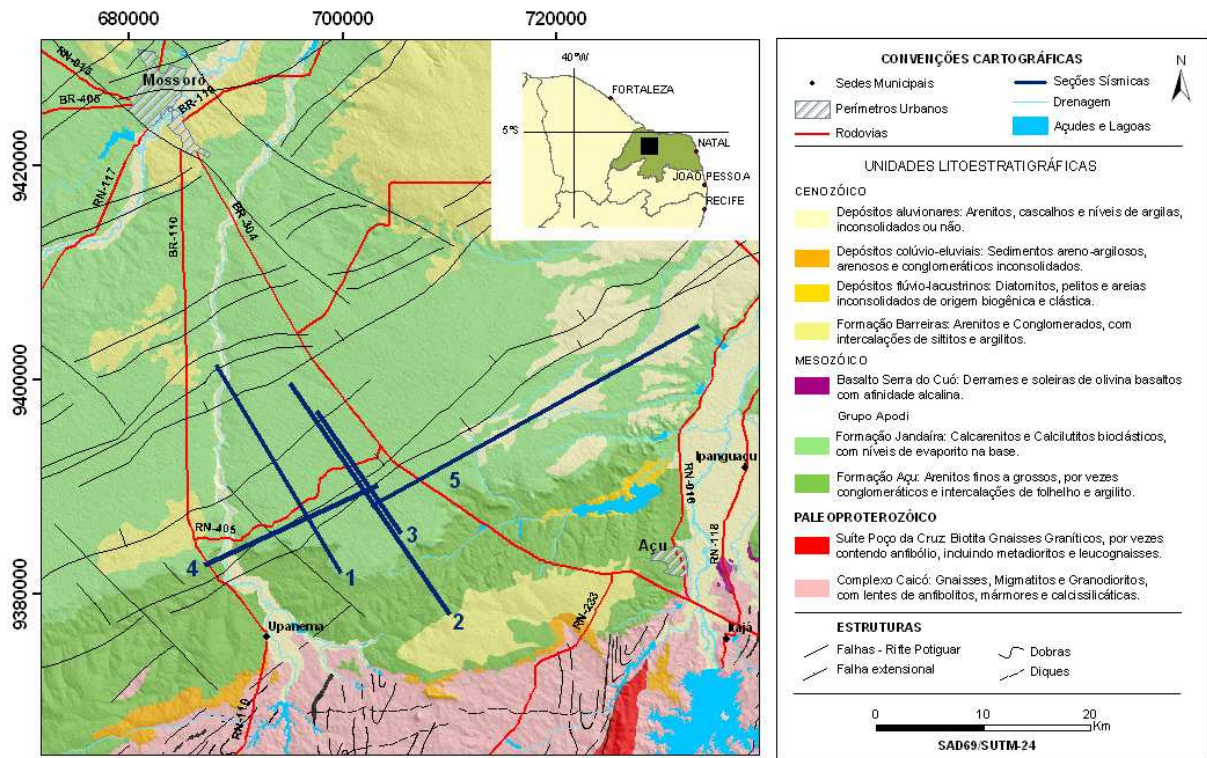 680000
700000
720000
9420000
9400000
9380000
RN-015
Mossoró
BR-405
BR-110
RN-117
BR-110
BR-304
RN-405
1
2
3
4
5
Upanema
RN-110
RN-233
Açu
RN-016
RN-118
Ipanguaçu
Itajá
40°W
5°S
FORTALEZA
NATAL
JOÃO PESSOA
RECIFE
CONVENÇÕES CARTOGRÁFICAS
N
Sedes Municipais
Seções Sísmicas
Perímetros Urbanos
Drenagem
Rodovias
Açudes e Lagoas
UNIDADES LITOESTRATIGRÁFICAS
CENOZÓICO
Depósitos aluvionares: Arenitos, cascalhos e níveis de argilas,
inconsolidados ou não.
Depósitos colúvio-eluviais: Sedimentos areno-argilosos,
arenosos e conglomeráticos inconsolidados.
Depósitos flúvio-lacustrinos: Diatomitos, pelitos e areias
inconsolidados de origem biogênica e clástica.
Formação Barreiras: Arenitos e Conglomerados, com
intercalações de siltitos e argilitos.
MESOZÓICO
Basalto Serra do Cuó: Derrames e soleiras de olivina basaltos
com afinidade alcalina.
Grupo Apodi
Formação Jandaíra: Calcarenitos e Calcilutitos bioclásticos,
com níveis de evaporito na base.
Formação Açu: Arenitos finos a grossos, por vezes
conglomeráticos e intercalações de folhelho e argilito.
PALEOPROTEROZÓICO
Suíte Poço da Cruz: Biotita Gnaisses Graníticos, por vezes
contendo anfibólio, incluindo metadioritos e leucognaisses.
Complexo Caicó: Gnaisses, Migmatitos e Granodioritos,
com lentes de anfibolitos, mármores e calcissilicáticas.
ESTRUTURAS
Falhas - Rifte Potiguar
Dobras
Falha extensional
Diques
0 10 20
Km
SAD69/SUTM-24